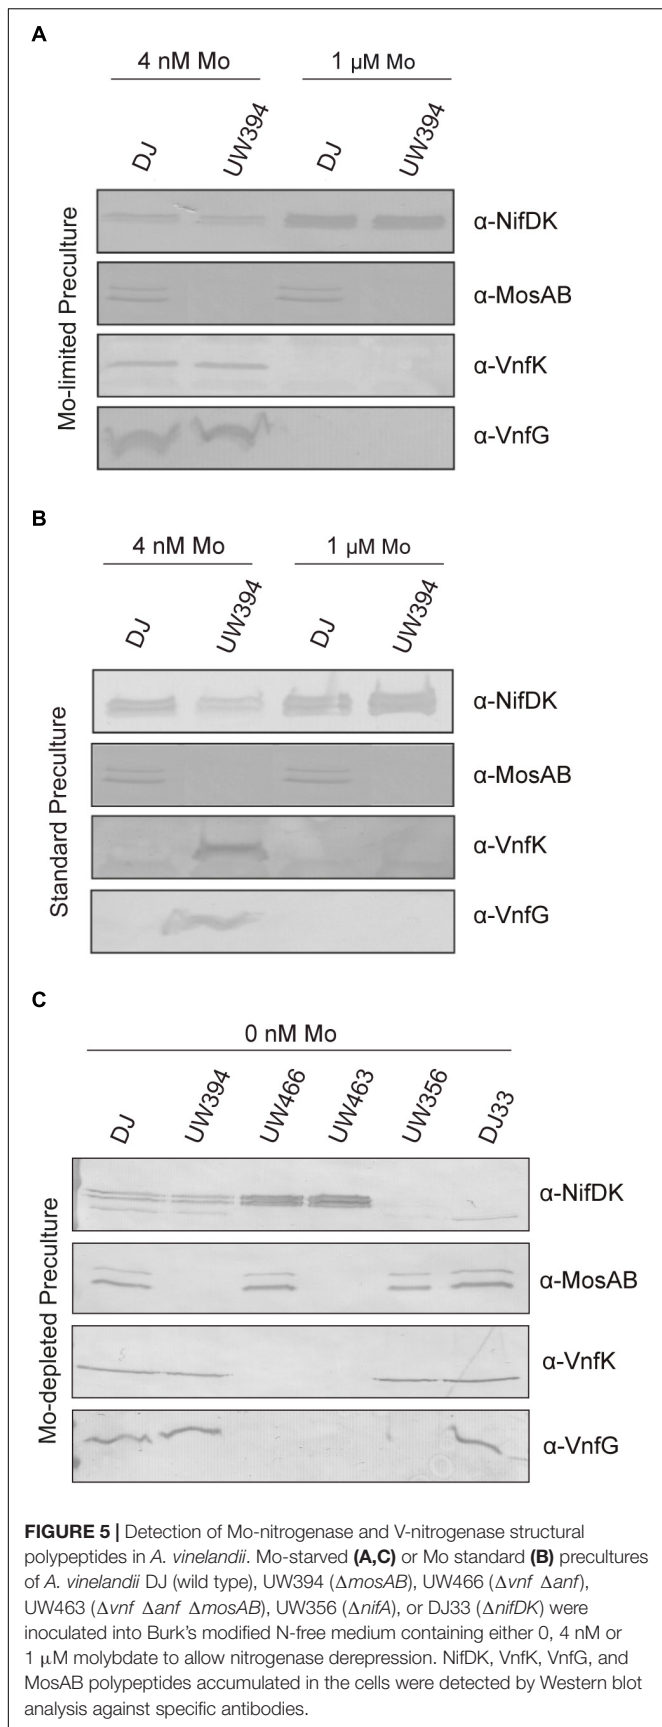 A
4 nM Mo 1 µM Mo
DJ UW394 DJ UW394
Mo-limited Preculture
α-NifDK
α-MosAB
α-VnfK
α-VnfG
B
4 nM Mo 1 µM Mo
DJ UW394 DJ UW394
Standard Preculture
α-NifDK
α-MosAB
α-VnfK
α-VnfG
C
0 nM Mo
DJ UW394 UW466 UW463 UW356 DJ33
Mo-depleted Preculture
α-NifDK
α-MosAB
α-VnfK
α-VnfG
FIGURE 5 | Detection of Mo-nitrogenase and V-nitrogenase structural
polypeptides in A. vinelandii. Mo-starved (A,C) or Mo standard (B) precultures
of A. vinelandii DJ (wild type), UW394 (ΔmosAB), UW466 (Δvnf Δanf),
UW463 (Δvnf Δanf ΔmosAB), UW356 (ΔnifA), or DJ33 (ΔnifDK) were
inoculated into Burk's modified N-free medium containing either 0, 4 nM or
1 µM molybdate to allow nitrogenase derepression. NifDK, VnfK, VnfG, and
MosAB polypeptides accumulated in the cells were detected by Western blot
analysis against specific antibodies.